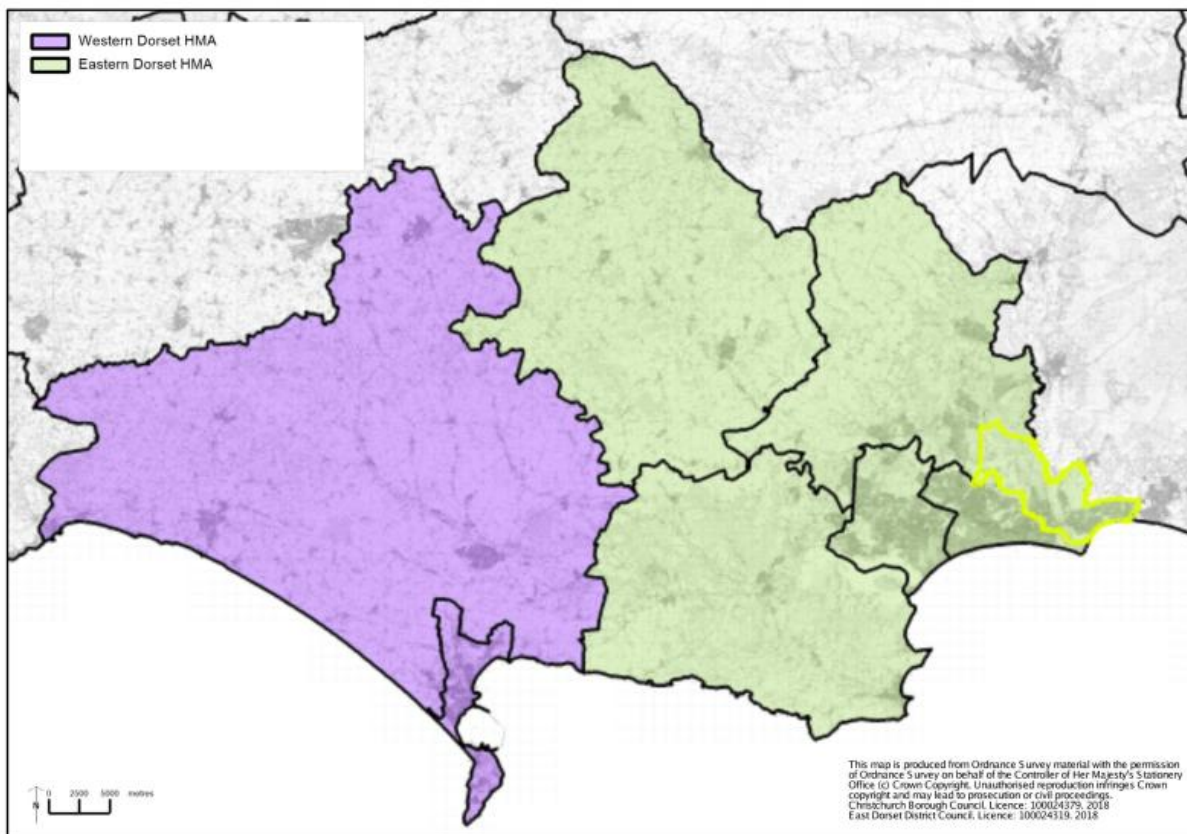 Western Dorset HMA
Eastern Dorset HMA
This map is produced from Ordnance Survey material with the permission
of Ordnance Survey on behalf of the Controller of Her Majesty's Stationery
Office (c) Crown Copyright. Unauthorised reproduction infringes Crown
copyright and may lead to prosecution or civil proceedings.
Christchurch Borough Council. Licence: 100024379. 2018
East Dorset District Council. Licence: 100024319. 2018
N
0 2500 5000 metres